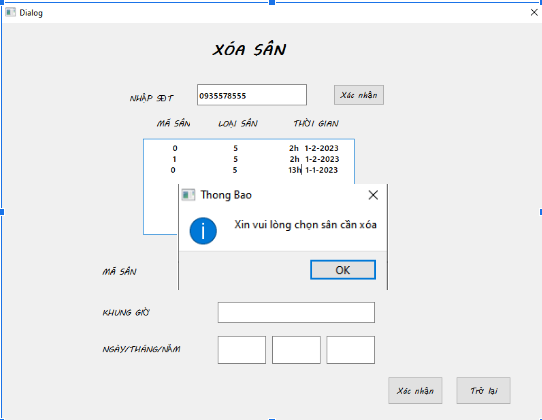 Dialog
XÓA SÂN
NHẬP SĐT 0935578555 Xác nhận
MÃ SÂN LOẠI SÂN THỜI GIAN
0 5 2h 1-2-2023
1 5 2h 1-2-2023
0 5 13h 1-1-2023
Thong Bao
Xin vui lòng chọn sân cần xóa
OK
MÃ SÂN
KHUNG GIỜ
NGÀY/THÁNG/NĂM
Xác nhận Trở lại